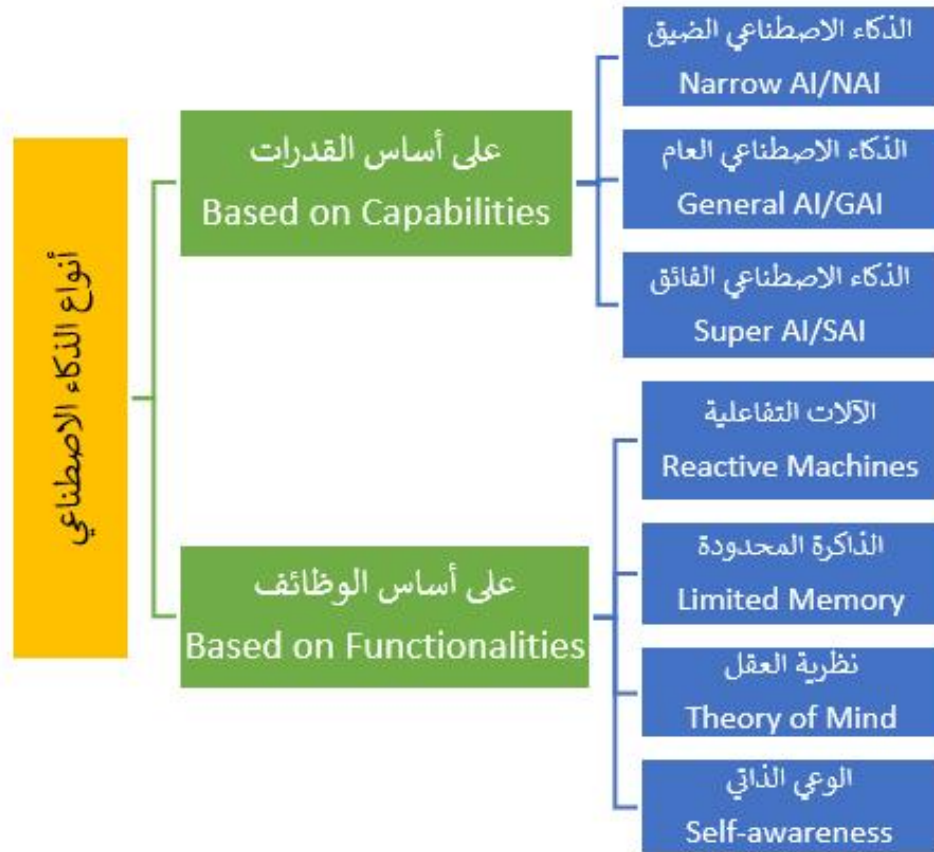 أنواع الذكاء الاصطناعي
على أساس القدرات
Based on Capabilities
الذكاء الاصطناعي الضيق
Narrow AI/NAI
الذكاء الاصطناعي العام
General AI/GAI
الذكاء الاصطناعي الفائق
Super AI/SAI
على أساس الوظائف
Based on Functionalities
الآلات التفاعلية
Reactive Machines
الذاكرة المحدودة
Limited Memory
نظرية العقل
Theory of Mind
الوعي الذاتي
Self-awareness